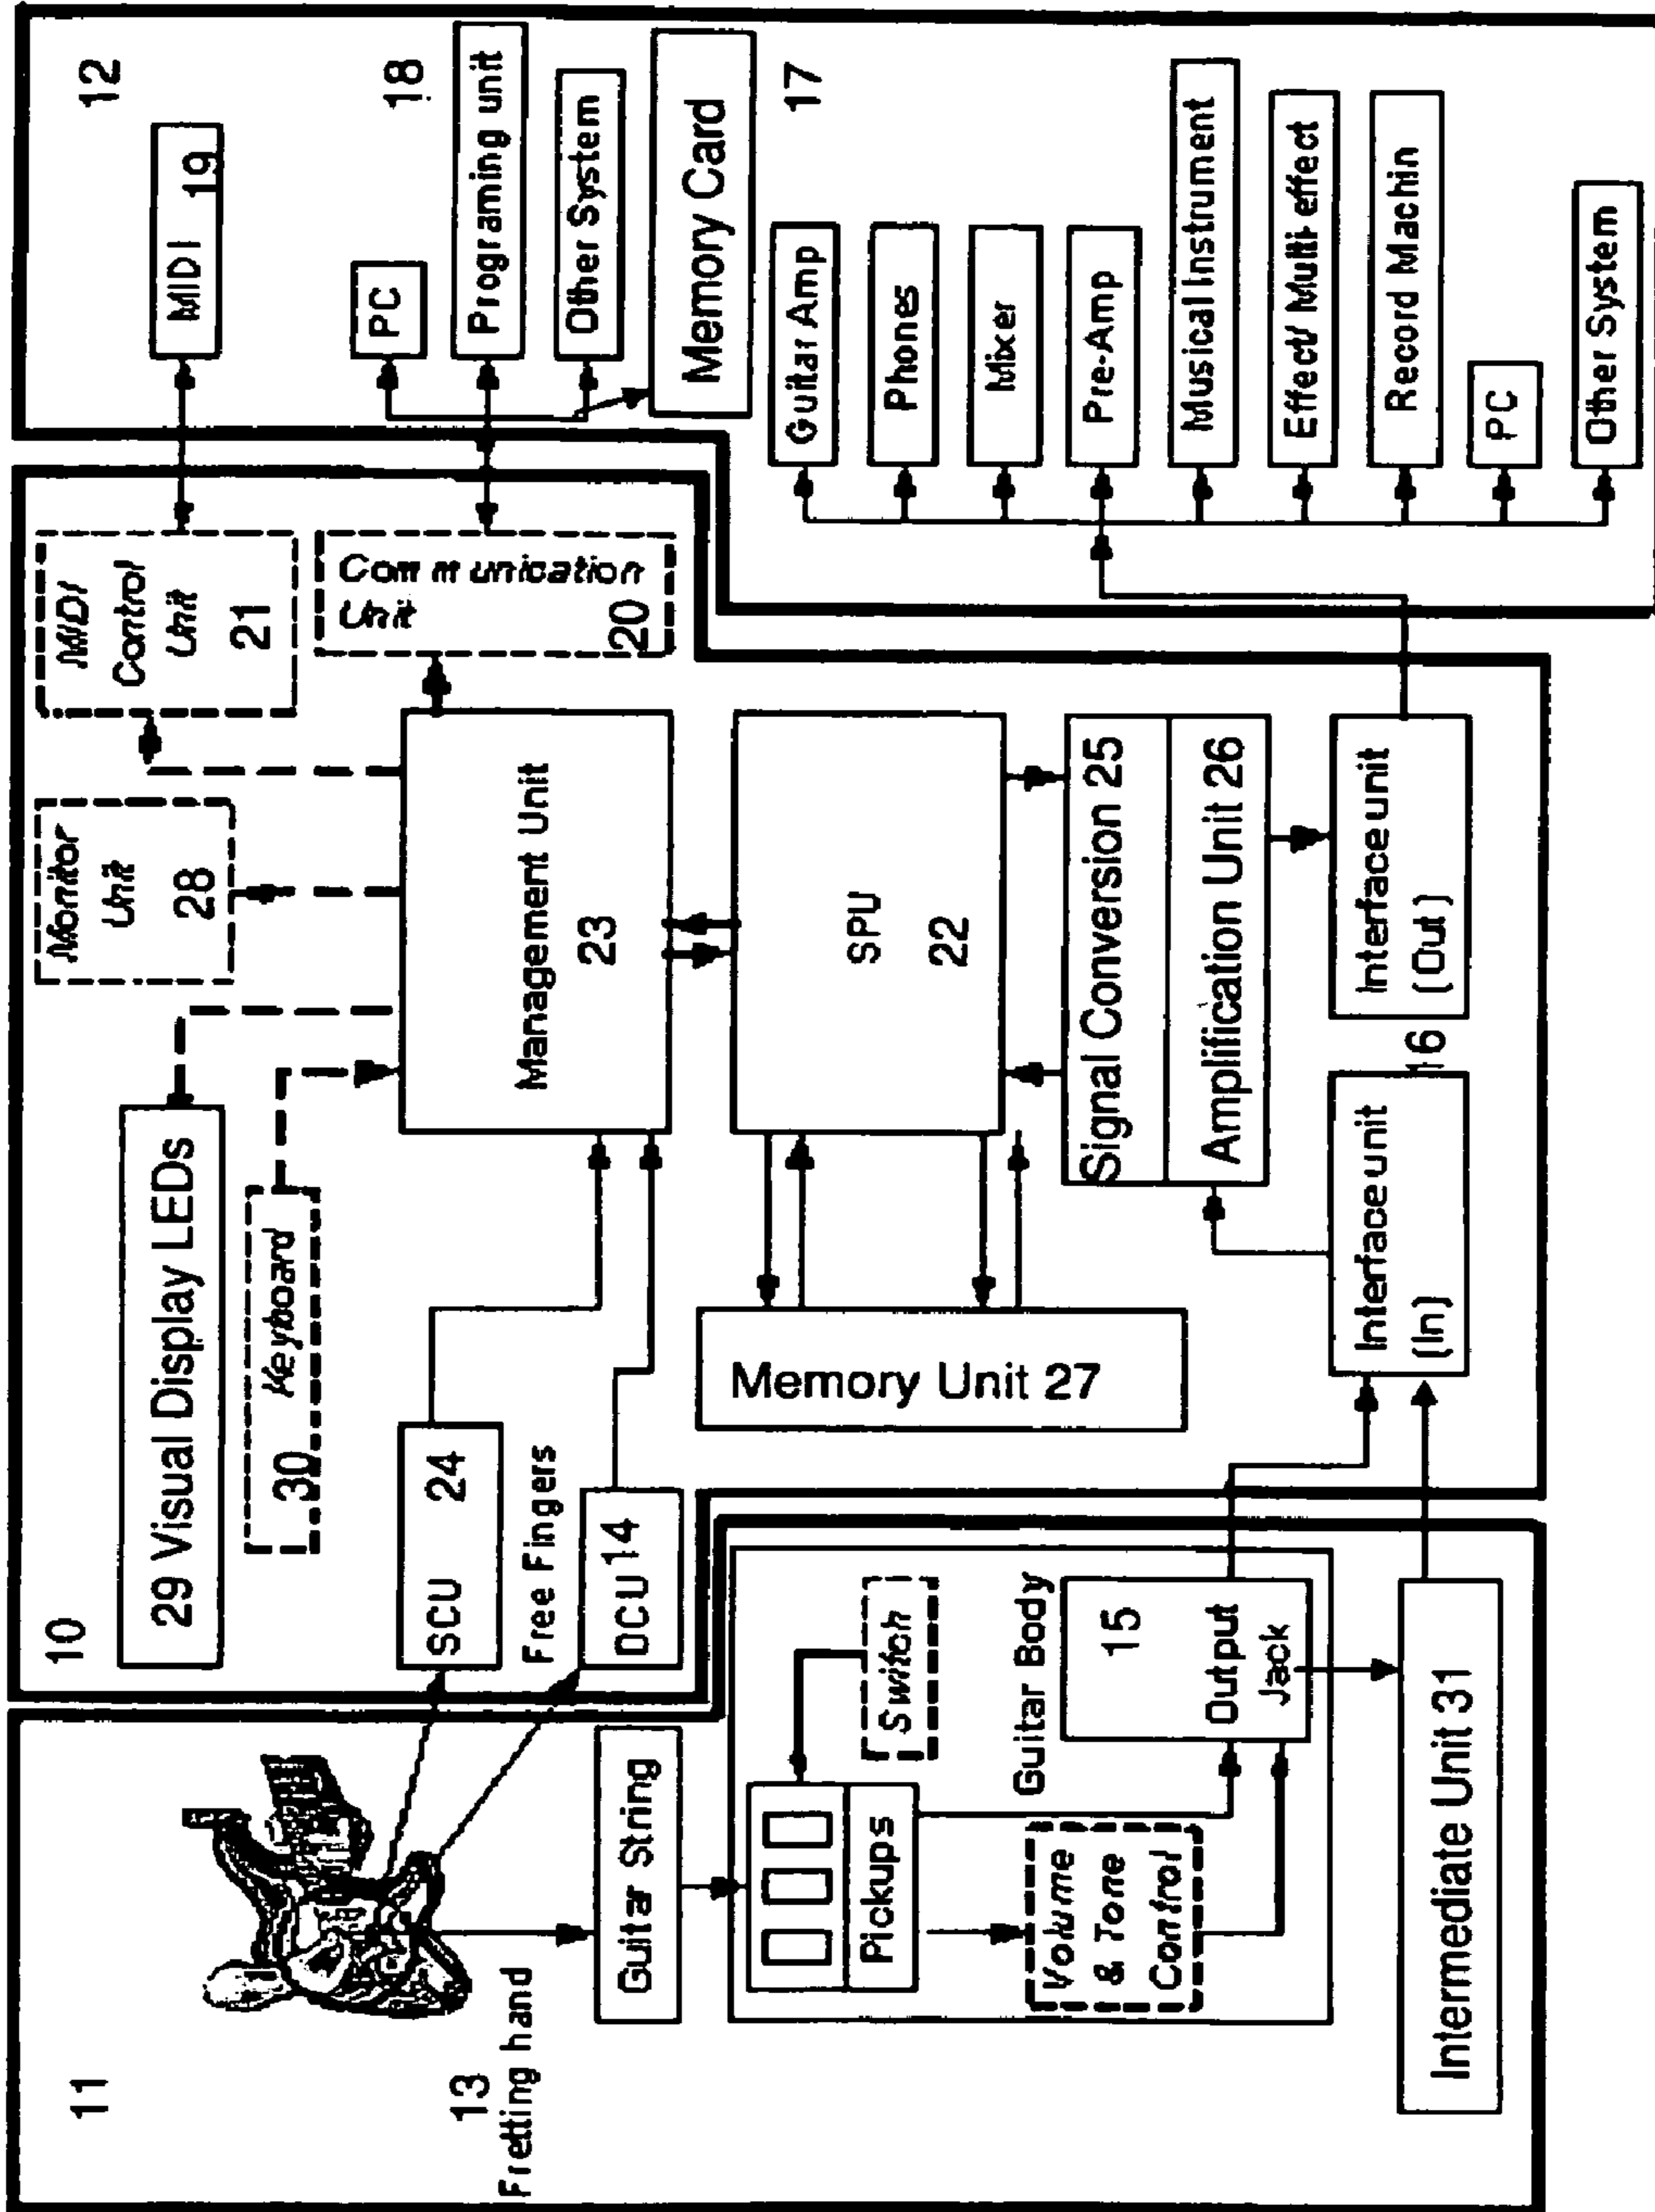 11
13
Fretting hand
Guitar String
Pickups
Switch
Volume
& Tone
Control
Guitar Body
15
Output
Jack
Intermediate Unit 31
10
29 Visual Display LEDs
30 Keyboard
SCU 24
Free Fingers
DCU 14
Monitor
Unit
28
MIDI
Control
Unit
21
Communication
Unit
20
Management Unit
23
SPU
22
Memory Unit 27
Signal Conversion 25
Amplification Unit 26
Interface unit
(In)
16
Interface unit
(Out)
12
MIDI 19
18
PC
Programing unit
Other System
Memory Card
17
Guitar Amp
Phones
Mixer
Pre-Amp
Musical Instrument
Effect/ Multi-effect
Record Machin
PC
Other System